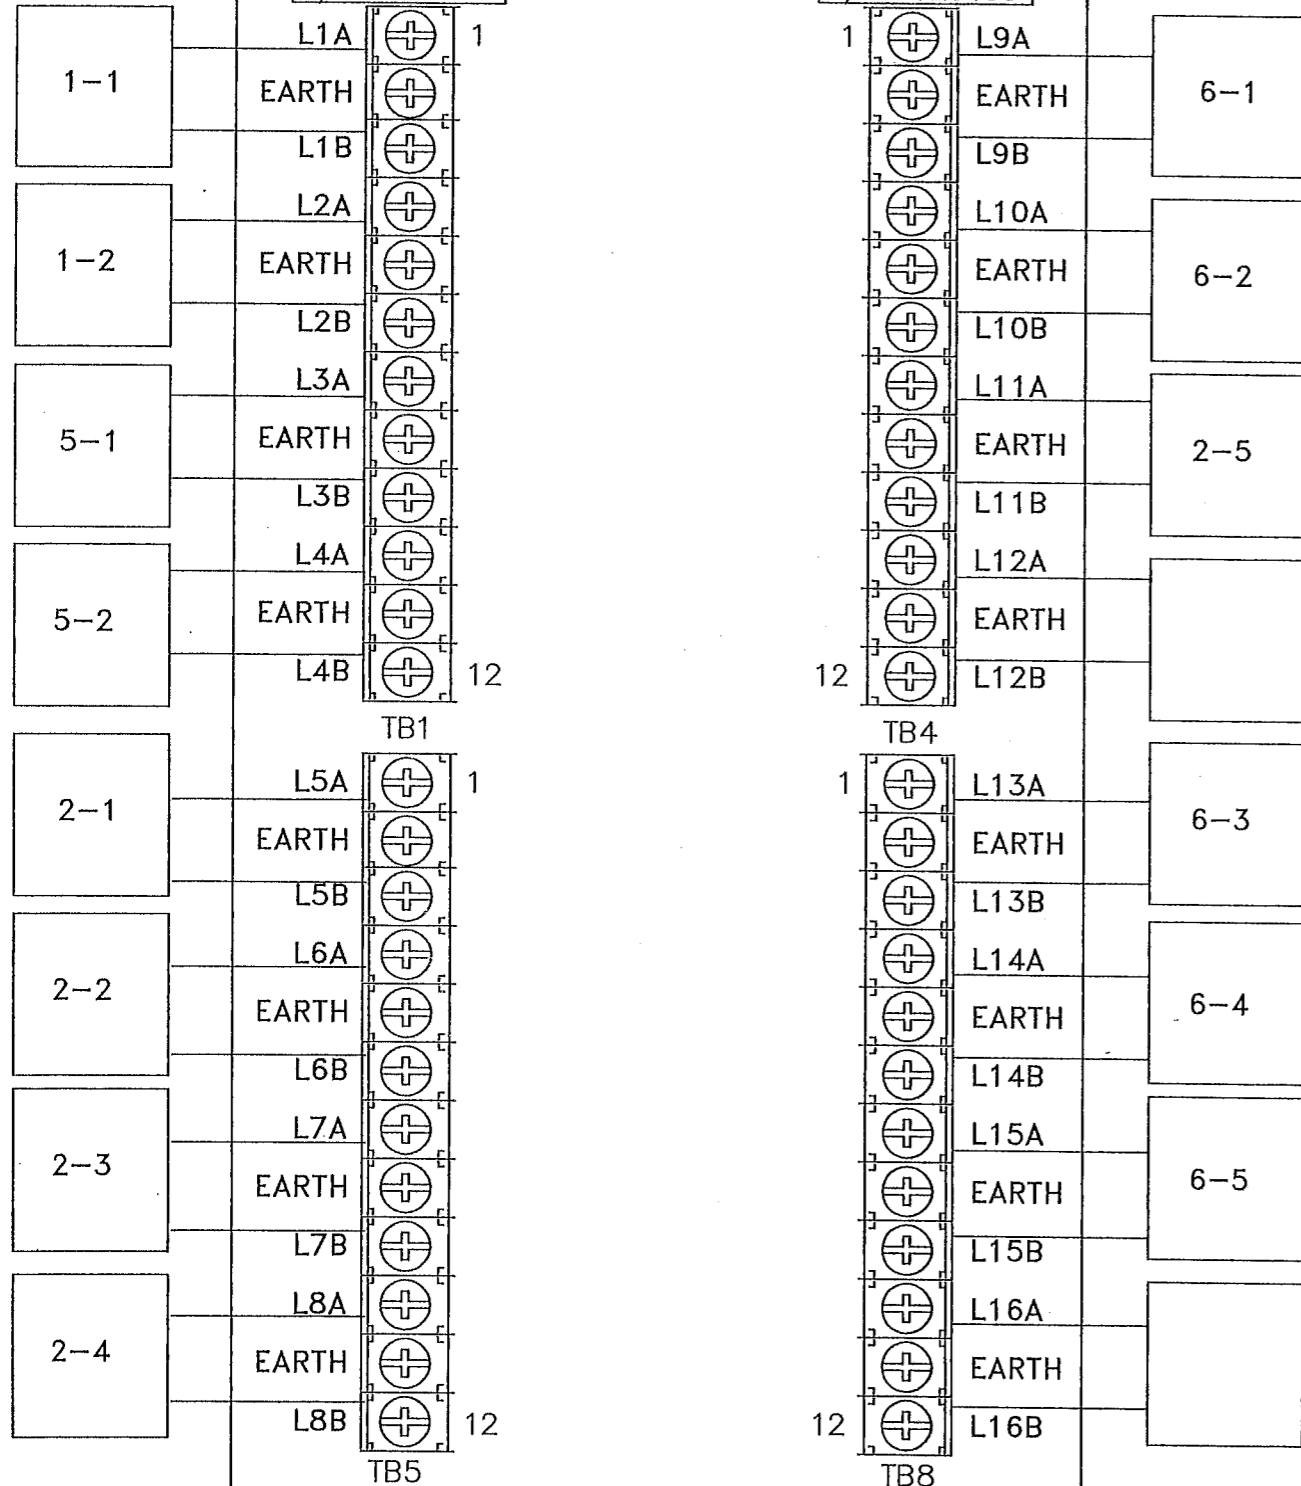 L1A 1
1-1
EARTH
L1B
L2A
1-2
EARTH
L2B
L3A
5-1
EARTH
L3B
L4A
5-2
EARTH
L4B 12
TB1
L5A 1
2-1
EARTH
L5B
L6A
2-2
EARTH
L6B
L7A
2-3
EARTH
L7B
L8A
2-4
EARTH
L8B 12
TB5
1 L9A
EARTH
6-1
L9B
L10A
EARTH
6-2
L10B
L11A
EARTH
2-5
L11B
L12A
EARTH
12 L12B
TB4
1 L13A
6-3
EARTH
L13B
L14A
6-4
EARTH
L14B
L15A
6-5
EARTH
L15B
L16A
EARTH
12 L16B
TB8